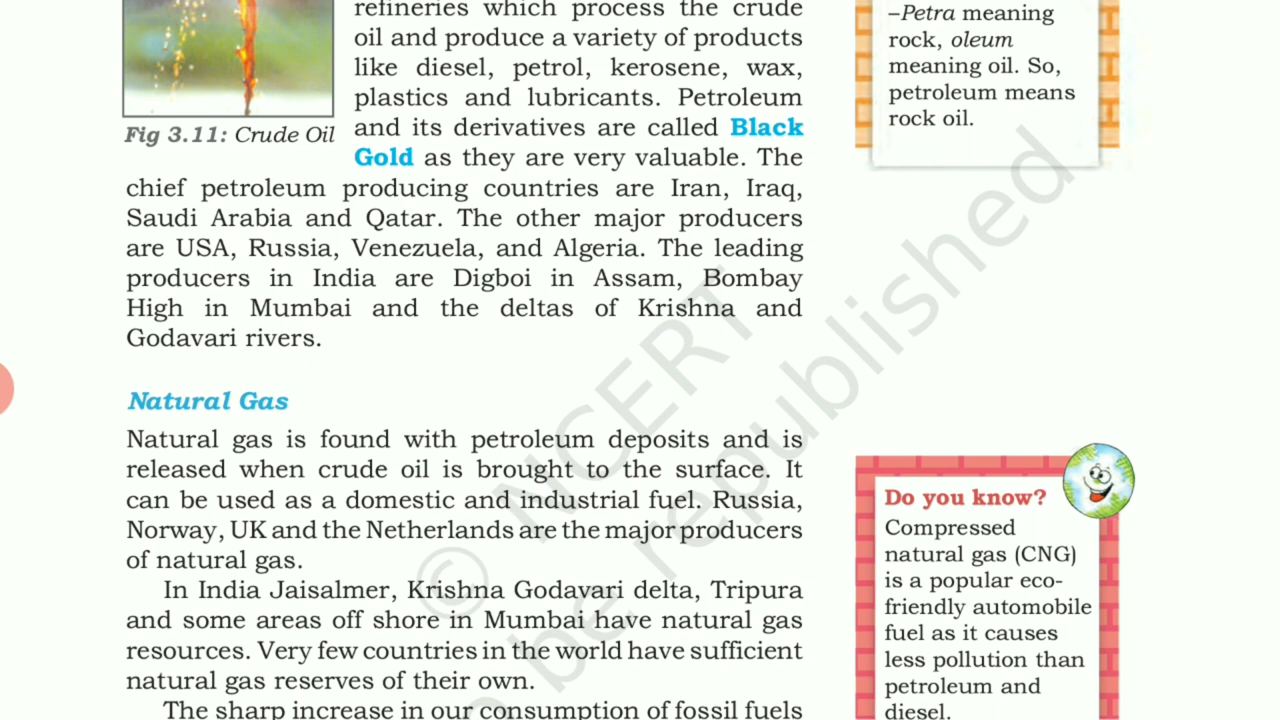 refineries which process the crude
oil and produce a variety of products
like diesel, petrol, kerosene, wax,
plastics and lubricants. Petroleum
and its derivatives are called Black
Gold as they are very valuable. The
Fig 3.11: Crude Oil
chief petroleum producing countries are Iran, Iraq,
Saudi Arabia and Qatar. The other major producers
are USA, Russia, Venezuela, and Algeria. The leading
producers in India are Digboi in Assam, Bombay
High in Mumbai and the deltas of Krishna and
Godavari rivers.
Natural Gas
Natural gas is found with petroleum deposits and is
released when crude oil is brought to the surface. It
can be used as a domestic and industrial fuel. Russia,
Norway, UK and the Netherlands are the major producers
of natural gas.
In India Jaisalmer, Krishna Godavari delta, Tripura
and some areas off shore in Mumbai have natural gas
resources. Very few countries in the world have sufficient
natural gas reserves of their own.
The sharp increase in our consumption of fossil fuels
–Petra meaning
rock, oleum
meaning oil. So,
petroleum means
rock oil.
Do you know?
Compressed
natural gas (CNG)
is a popular eco-
friendly automobile
fuel as it causes
less pollution than
petroleum and
diesel.
© NCERT
be republished